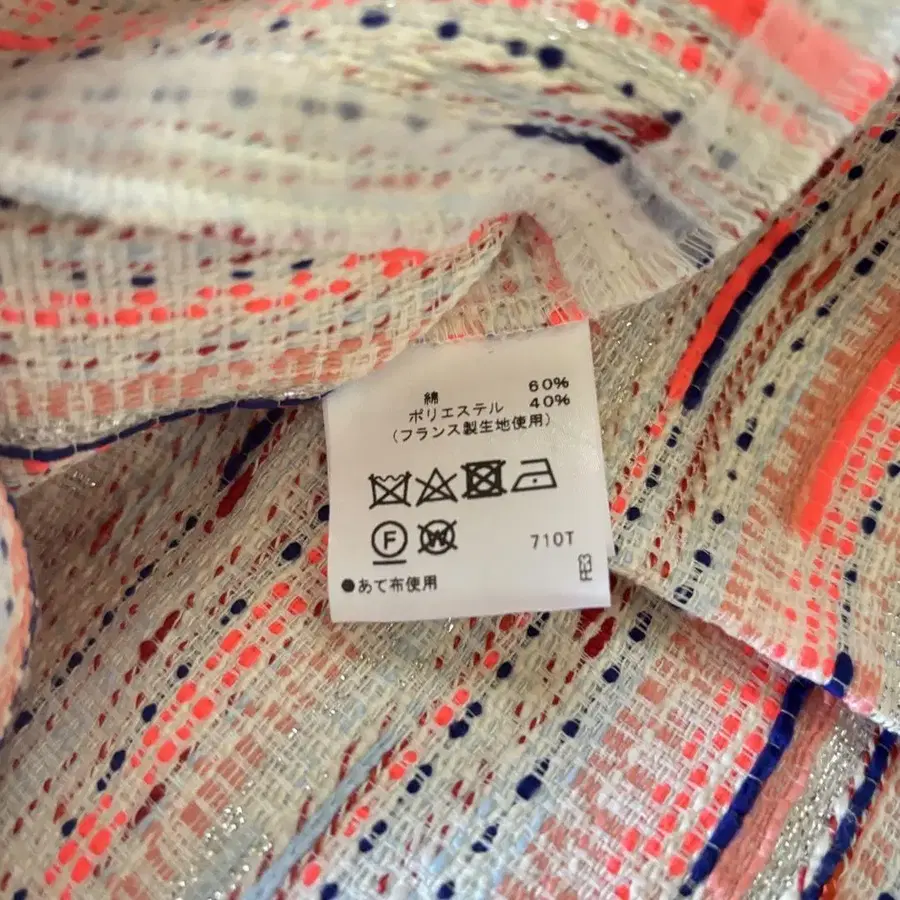 綿 60%
ポリエステル 40%
(フランス製生地使用)
F W
710T
●あて布使用